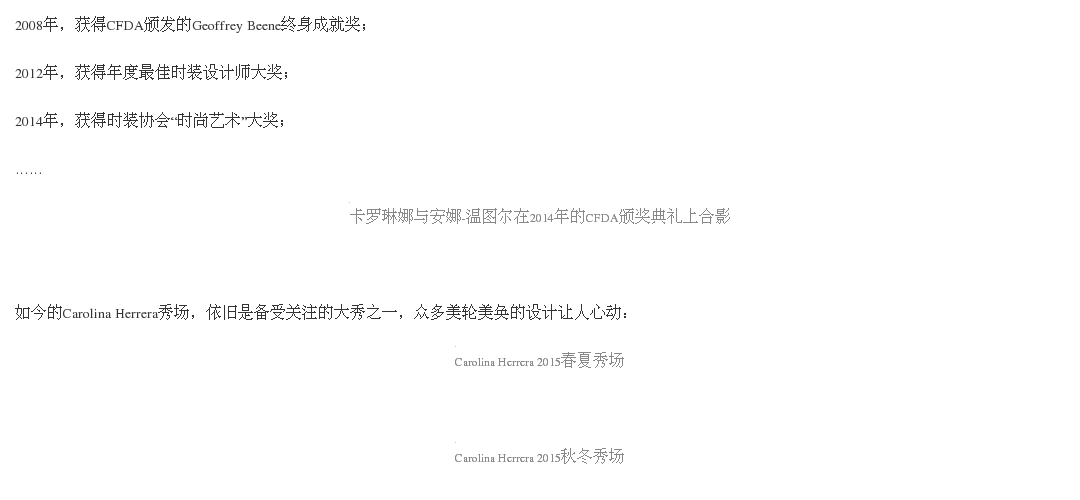 2008年，获得CFDA颁发的Geoffrey Beene终身成就奖；
2012年，获得年度最佳时装设计师大奖；
2014年，获得时装协会“时尚艺术”大奖；
……
卡罗琳娜与安娜-温图尔在2014年的CFDA颁奖典礼上合影
如今的Carolina Herrera秀场，依旧是备受关注的大秀之一，众多美轮美奂的设计让人心动：
Carolina Herrera 2015春夏秀场
Carolina Herrera 2015秋冬秀场